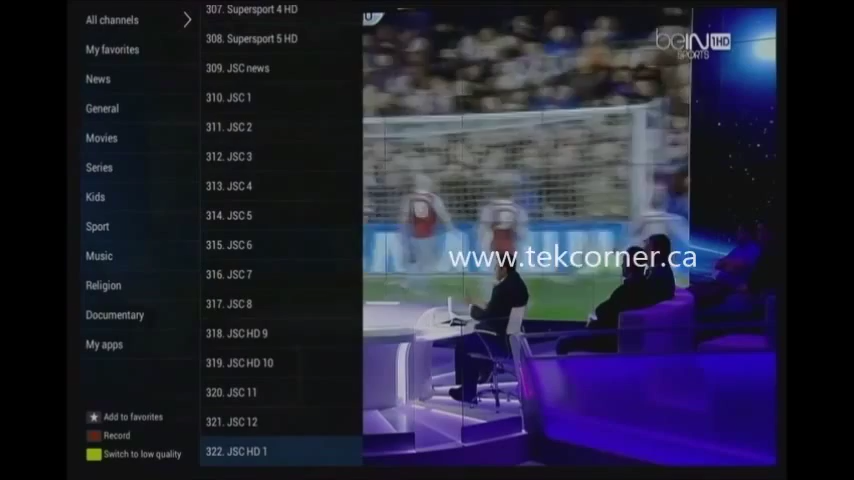 All channels
My favorites
News
General
Movies
Series
Kids
Sport
Music
Religion
Documentary
My apps
Add to favorites
Record
Switch to low quality
307. Supersport 4 HD
308. Supersport 5 HD
309. JSC news
310. JSC 1
311. JSC 2
312. JSC 3
313. JSC 4
314. JSC 5
315. JSC 6
316. JSC 7
317. JSC 8
318. JSC HD 9
319. JSC HD 10
320. JSC 11
321. JSC 12
322. JSC HD 1
beIN 1HD
SPORTS
www.tekcorner.ca